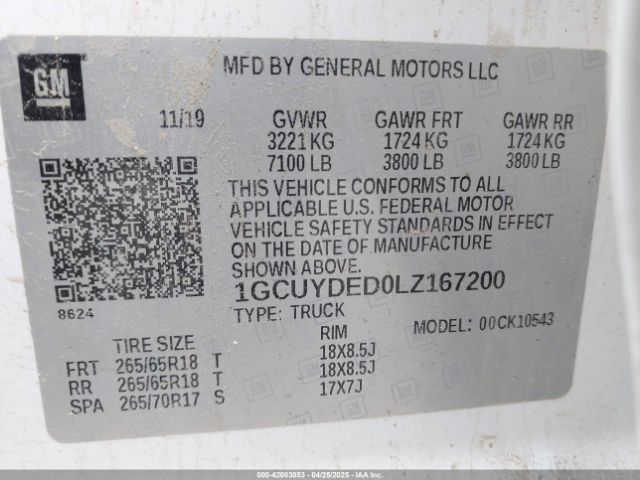 GM
MFD BY GENERAL MOTORS LLC
11/19 GVWR GAWR FRT GAWR RR
3221 KG 1724 KG 1724 KG
7100 LB 3800 LB 3800 LB
THIS VEHICLE CONFORMS TO ALL
APPLICABLE U.S. FEDERAL MOTOR
VEHICLE SAFETY STANDARDS IN EFFECT
ON THE DATE OF MANUFACTURE
SHOWN ABOVE.
8624 1GCUYDED0LZ167200
TYPE: TRUCK MODEL: 00CK10543
TIRE SIZE RIM
FRT 265/65R18 T 18X8.5J
RR 265/65R18 T 18X8.5J
SPA 265/70R17 S 17X7J
000-42083853 04/25/2025 IAAI.COM